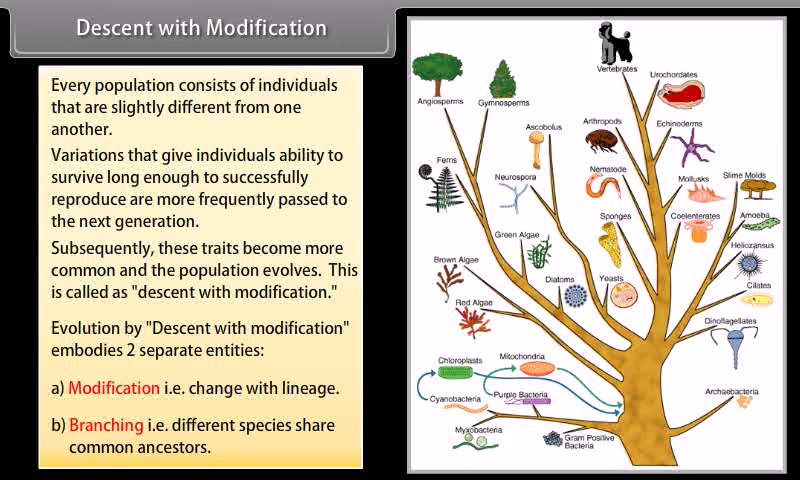 Descent with Modification
Every population consists of individuals
that are slightly different from one
another.
Variations that give individuals ability to
survive long enough to successfully
reproduce are more frequently passed to
the next generation.
Subsequently, these traits become more
common and the population evolves. This
is called as "descent with modification."
Evolution by "Descent with modification"
embodies 2 separate entities:
a) Modification i.e. change with lineage.
b) Branching i.e. different species share
common ancestors.
Vertebrates
Urochordates
Angiosperms
Gymnosperms
Ascobolus
Arthropods
Echinoderms
Ferns
Neurospora
Nematode
Mollusks
Slime Molds
Sponges
Coelenterates
Amoeba
Green Algae
Heliozansus
Brown Algae
Diatoms
Yeasts
Cilates
Red Algae
Dinoflagellates
Chloroplasts
Mitochondria
Cyanobacteria
Purple Bacteria
Archaebacteria
Myxobacteria
Gram Positive
Bacteria